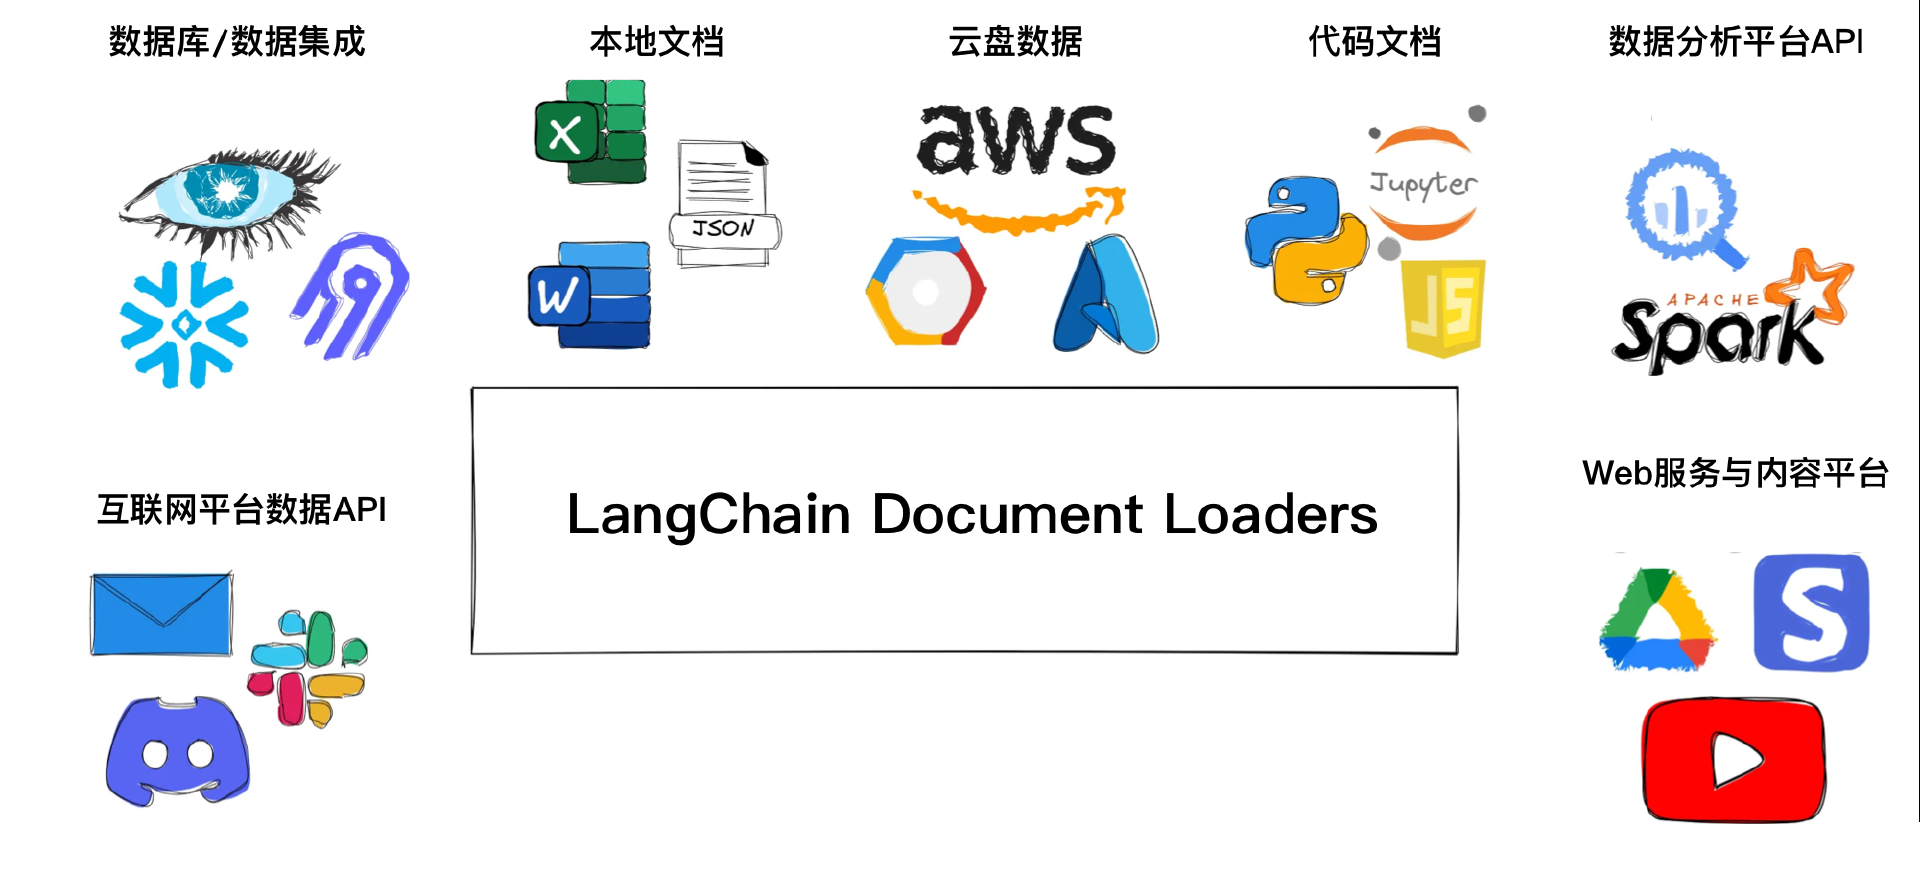 数据库/数据集成
本地文档
云盘数据
代码文档
数据分析平台API
X
JSON
W
aws
Jupyter
JS
APACHE
Spark
互联网平台数据API
LangChain Document Loaders
Web服务与内容平台
S